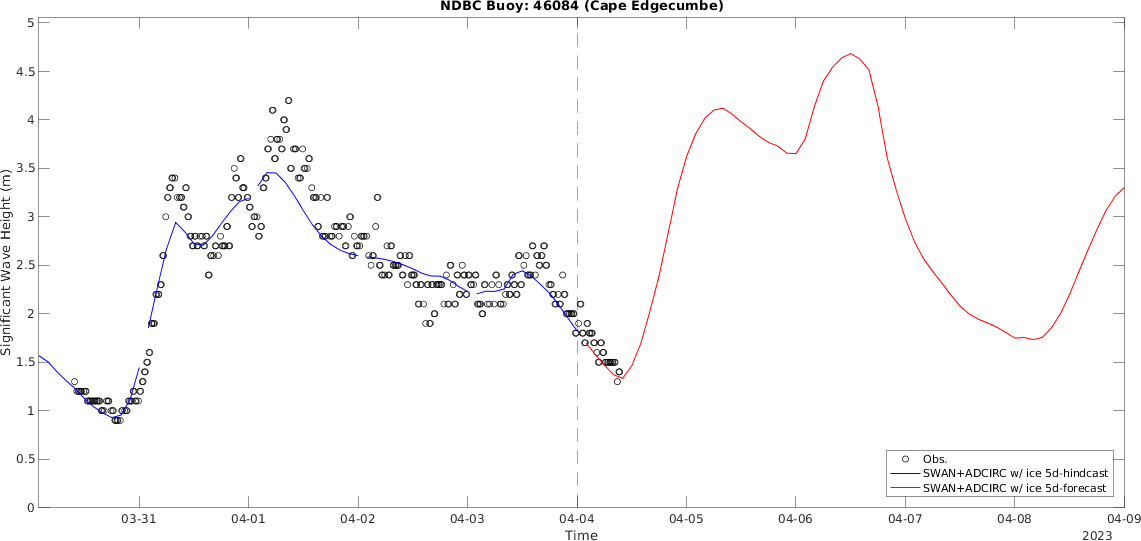 NDBC Buoy: 46084 (Cape Edgecumbe)
5
4.5
4
3.5
3
2.5
2
1.5
1
0.5
0
Significant Wave Height (m)
03-31 04-01 04-02 04-03 04-04 04-05 04-06 04-07 04-08 04-09
Time
2023
Obs.
SWAN+ADCIRC w/ ice 5d-hindcast
SWAN+ADCIRC w/ ice 5d-forecast